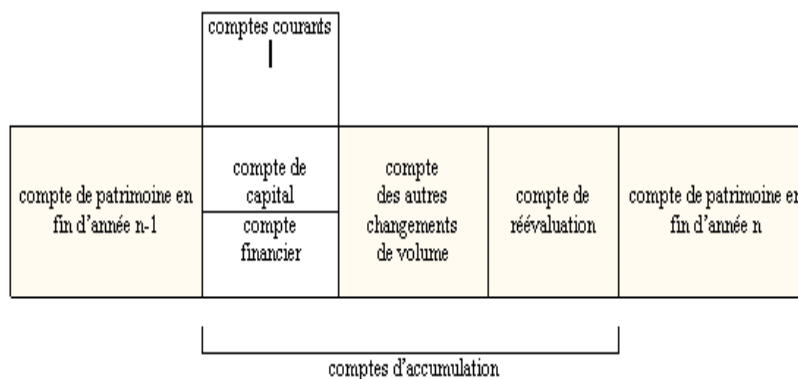 comptes courants
compte de patrimoine en
fin d'année n-1
compte de
capital
compte
financier
compte
des autres
changements
de volume
compte de
réévaluation
compte de patrimoine en
fin d'année n
comptes d'accumulation